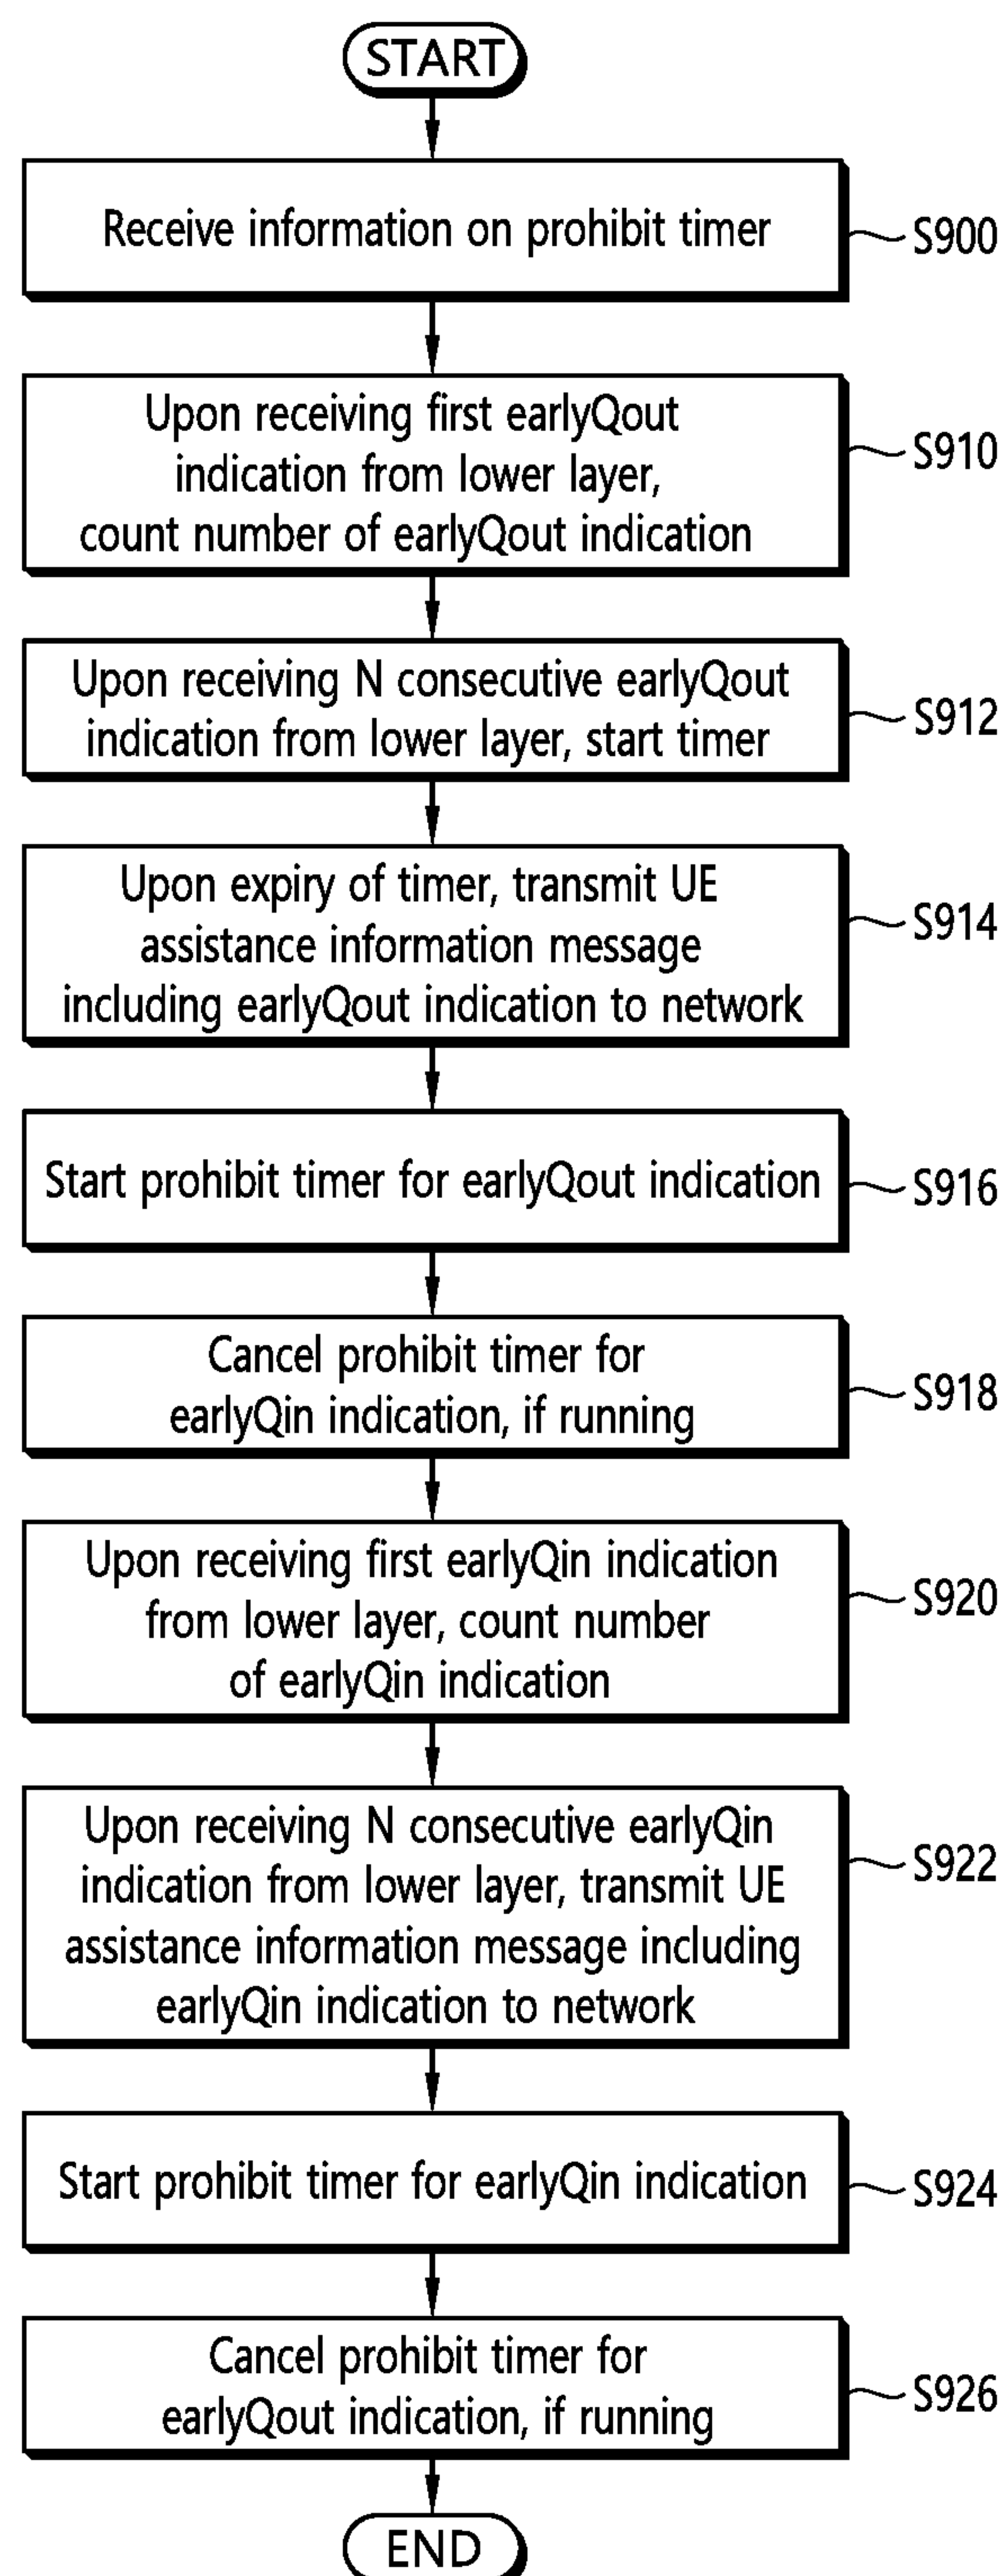 START
Receive information on prohibit timer
S900
Upon receiving first earlyQout
indication from lower layer,
count number of earlyQout indication
S910
Upon receiving N consecutive earlyQout
indication from lower layer, start timer
S912
Upon expiry of timer, transmit UE
assistance information message
including earlyQout indication to network
S914
Start prohibit timer for earlyQout indication
S916
Cancel prohibit timer for
earlyQin indication, if running
S918
Upon receiving first earlyQin indication
from lower layer, count number
of earlyQin indication
S920
Upon receiving N consecutive earlyQin
indication from lower layer, transmit UE
assistance information message including
earlyQin indication to network
S922
Start prohibit timer for earlyQin indication
S924
Cancel prohibit timer for
earlyQout indication, if running
S926
END